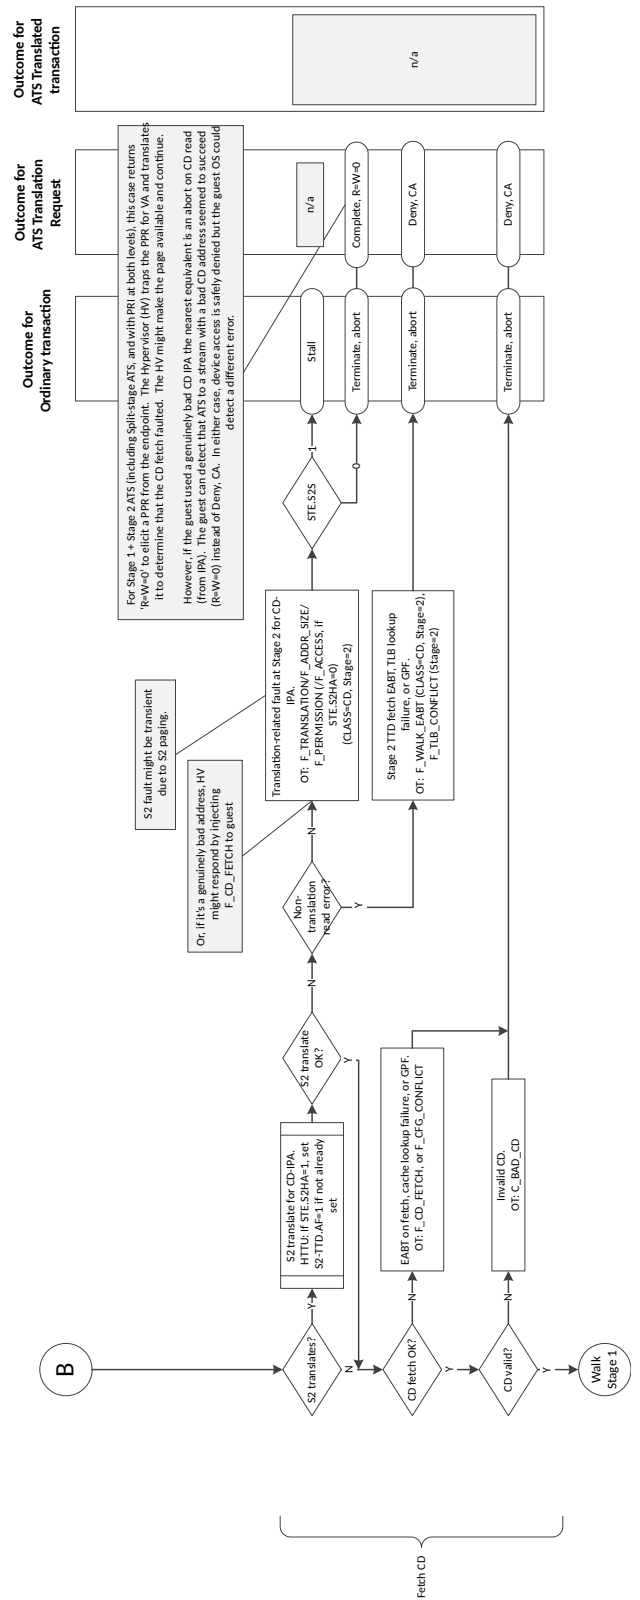 Outcome for
Ordinary transaction
Outcome for
ATS Translation
Request
Outcome for
ATS Translated
transaction
B
Fetch CD
S2 translates?
Y
N
S2 translate for CD-IPA.
HTTU: If STE.S2HA=1, set
S2-TTD.AF=1 if not already
set
S2 translate
OK?
N
Y
Non-
translation
read error?
N
Y
Or, if it's a genuinely bad address, HV
might respond by injecting
F_CD_FETCH to guest
S2 fault might be transient
due to S2 paging.
Translation-related fault at Stage 2 for CD-
IPA.
OT: F_TRANSLATION/F_ADDR_SIZE/
F_PERMISSION (/F_ACCESS, if
STE.S2HA=0)
(CLASS=CD, Stage=2)
STE.S2S
1
0
Stall
n/a
n/a
Terminate, abort
Complete, R=W=0
For Stage 1 + Stage 2 ATS (including Split-stage ATS, and with PRI at both levels), this case returns
'R=W=0' to elicit a PPR from the endpoint. The Hypervisor (HV) traps the PPR for VA and translates
it to determine that the CD fetch faulted. The HV might make the page available and continue.
However, if the guest used a genuinely bad CD IPA the nearest equivalent is an abort on CD read
(from IPA). The guest can detect that ATS to a stream with a bad CD address seemed to succeed
(R=W=0) instead of Deny, CA. In either case, device access is safely denied but the guest OS could
detect a different error.
Stage 2 TTD fetch EABT, TLB lookup
failure, or GPF.
OT: F_WALK_EABT (CLASS=CD, Stage=2),
F_TLB_CONFLICT (Stage=2)
Terminate, abort
Deny, CA
CD fetch OK?
N
Y
EABT on fetch, cache lookup failure, or GPF.
OT: F_CD_FETCH, or F_CFG_CONFLICT
CD valid?
N
Y
Invalid CD.
OT: C_BAD_CD
Terminate, abort
Deny, CA
Walk
Stage 1